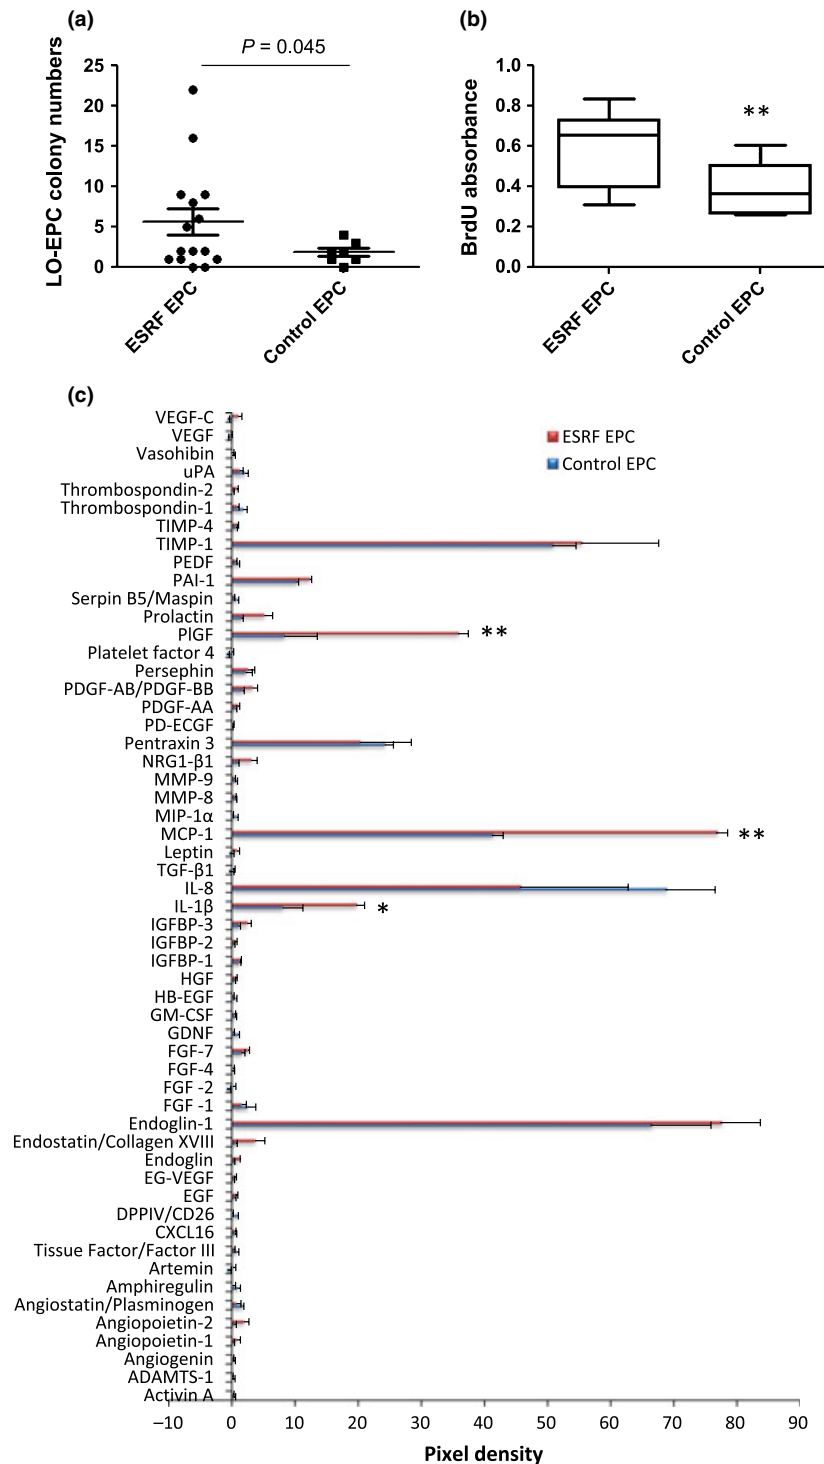 (a)
P = 0.045
LO-EPC colony numbers
25
20
15
10
5
0
ESRF EPC
Control EPC
(b)
BrdU absorbance
1.0
0.8
0.6
0.4
0.2
0.0
**
ESRF EPC
Control EPC
(c)
ESRF EPC
Control EPC
VEGF-C
VEGF
Vasohibin
uPA
Thrombospondin-2
Thrombospondin-1
TIMP-4
TIMP-1
PEDF
PAI-1
Serpin B5/Maspin
Prolactin
PlGF **
Platelet factor 4
Persephin
PDGF-AB/PDGF-BB
PDGF-AA
PD-ECGF
Pentraxin 3
NRG1-β1
MMP-9
MMP-8
MIP-1α
MCP-1 **
Leptin
TGF-β1
IL-8
IL-1β *
IGFBP-3
IGFBP-2
IGFBP-1
HGF
HB-EGF
GM-CSF
GDNF
FGF-7
FGF-4
FGF -2
FGF -1
Endoglin-1
Endostatin/Collagen XVIII
Endoglin
EG-VEGF
EGF
DPPIV/CD26
CXCL16
Tissue Factor/Factor III
Artemin
Amphiregulin
Angiostatin/Plasminogen
Angiopoietin-2
Angiopoietin-1
Angiogenin
ADAMTS-1
Activin A
–10 0 10 20 30 40 50 60 70 80 90
Pixel density